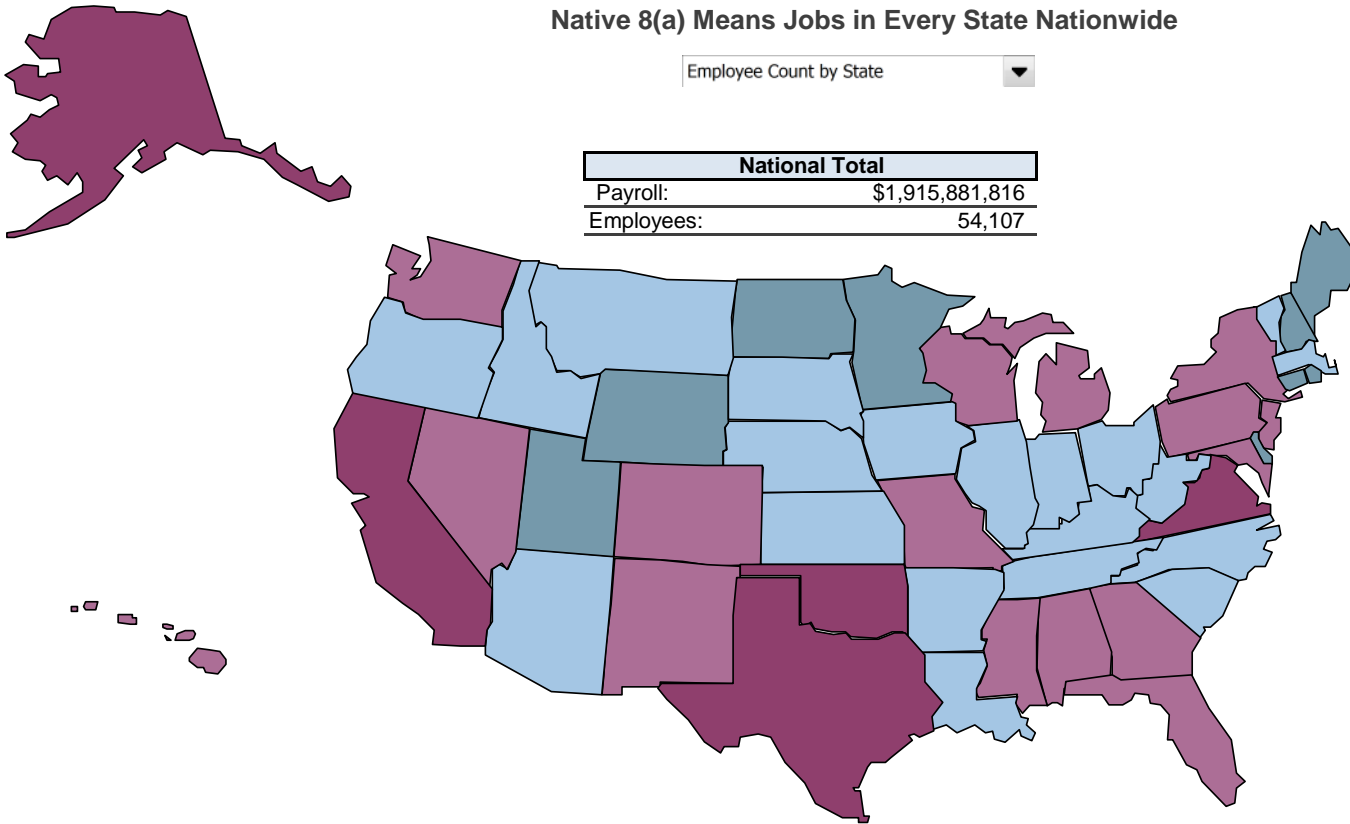 Native 8(a) Means Jobs in Every State Nationwide
Employee Count by State
National Total
Payroll: $1,915,881,816
Employees: 54,107